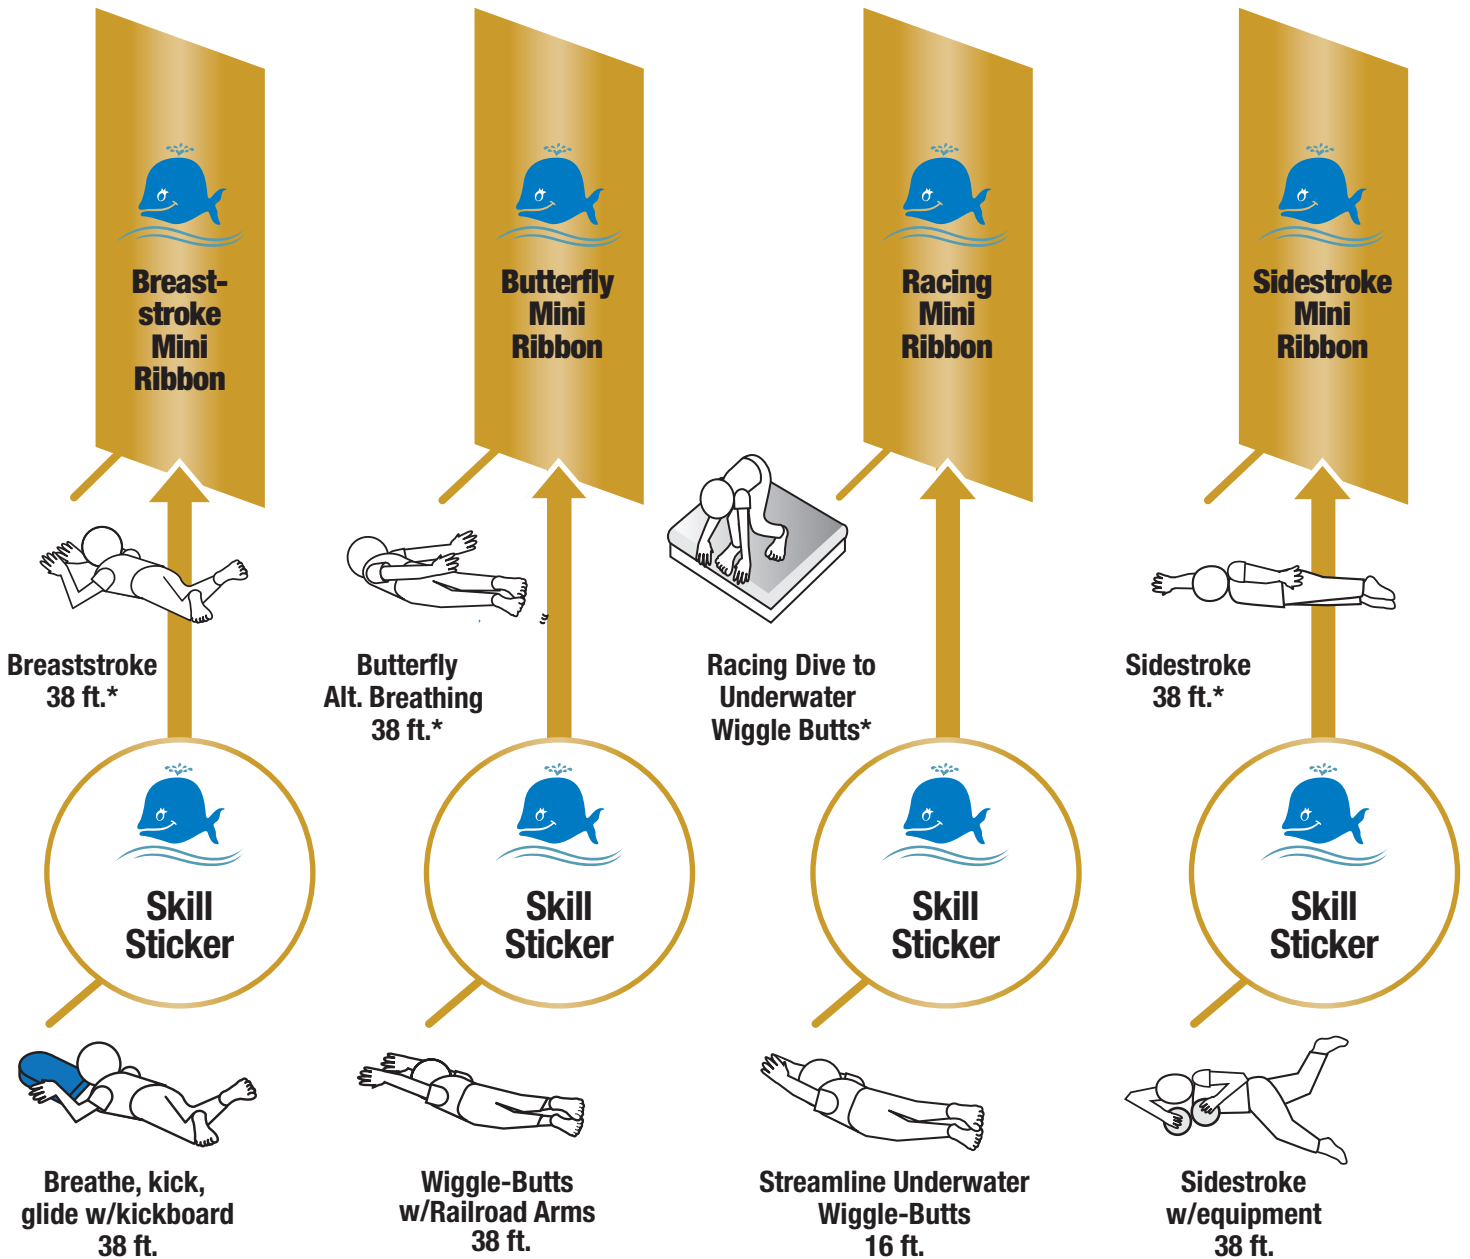 Breast-
stroke
Mini
Ribbon
Butterfly
Mini
Ribbon
Racing
Mini
Ribbon
Sidestroke
Mini
Ribbon
Breaststroke
38 ft.*
Butterfly
Alt. Breathing
38 ft.*
Racing Dive to
Underwater
Wiggle Butts*
Sidestroke
38 ft.*
Skill
Sticker
Skill
Sticker
Skill
Sticker
Skill
Sticker
Breathe, kick,
glide w/kickboard
38 ft.
Wiggle-Butts
w/Railroad Arms
38 ft.
Streamline Underwater
Wiggle-Butts
16 ft.
Sidestroke
w/equipment
38 ft.